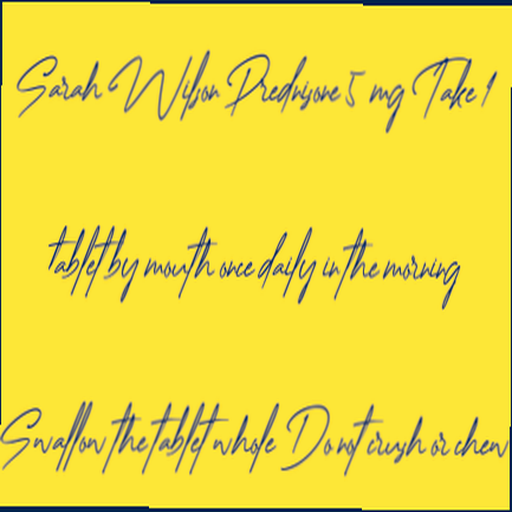 Sarah Wilson Prednisone 5 mg Take 1
tablet by mouth once daily in the morning
Swallow the tablet whole Do not crush or chew